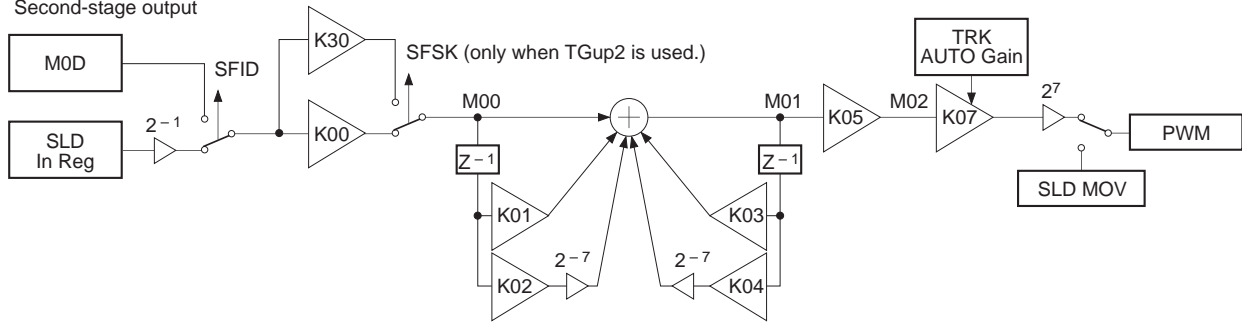 Second-stage output
M0D
SFID
K30
SFSK (only when TGup2 is used.)
TRK
AUTO Gain
SLD
In Reg
2 – 1
K00
M00
+
M01
K05
M02
K07
2 7
PWM
Z – 1
Z – 1
SLD MOV
K01
K03
K02
2 – 7
2 – 7
K04